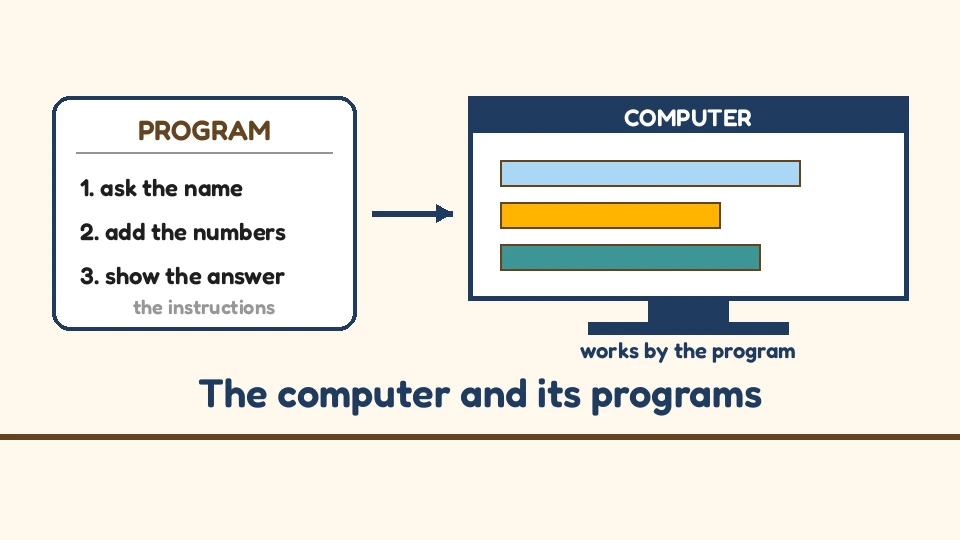 PROGRAM
1. ask the name
2. add the numbers
3. show the answer
the instructions
COMPUTER
works by the program
The computer and its programs